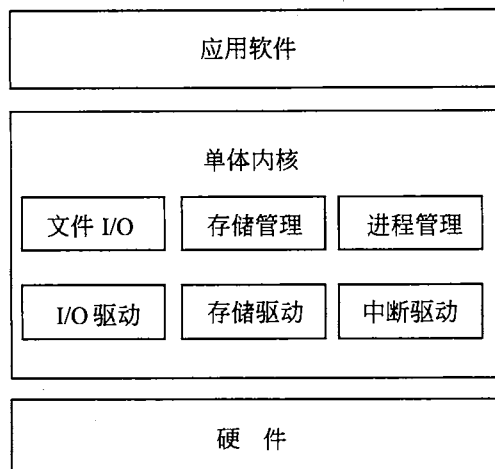 应用软件
单体内核
文件 I/O 存储管理 进程管理
I/O 驱动 存储驱动 中断驱动
硬 件